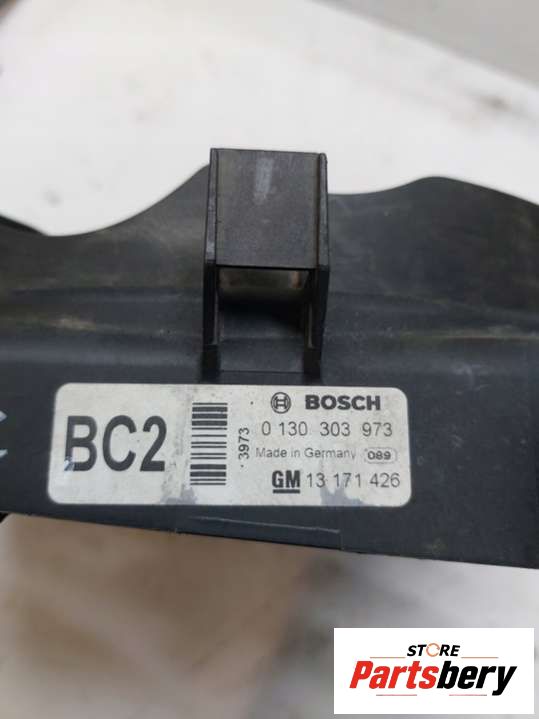 BC2
3973
BOSCH
0 130 303 973
Made in Germany 089
GM 13 171 426
STORE
Partsbery